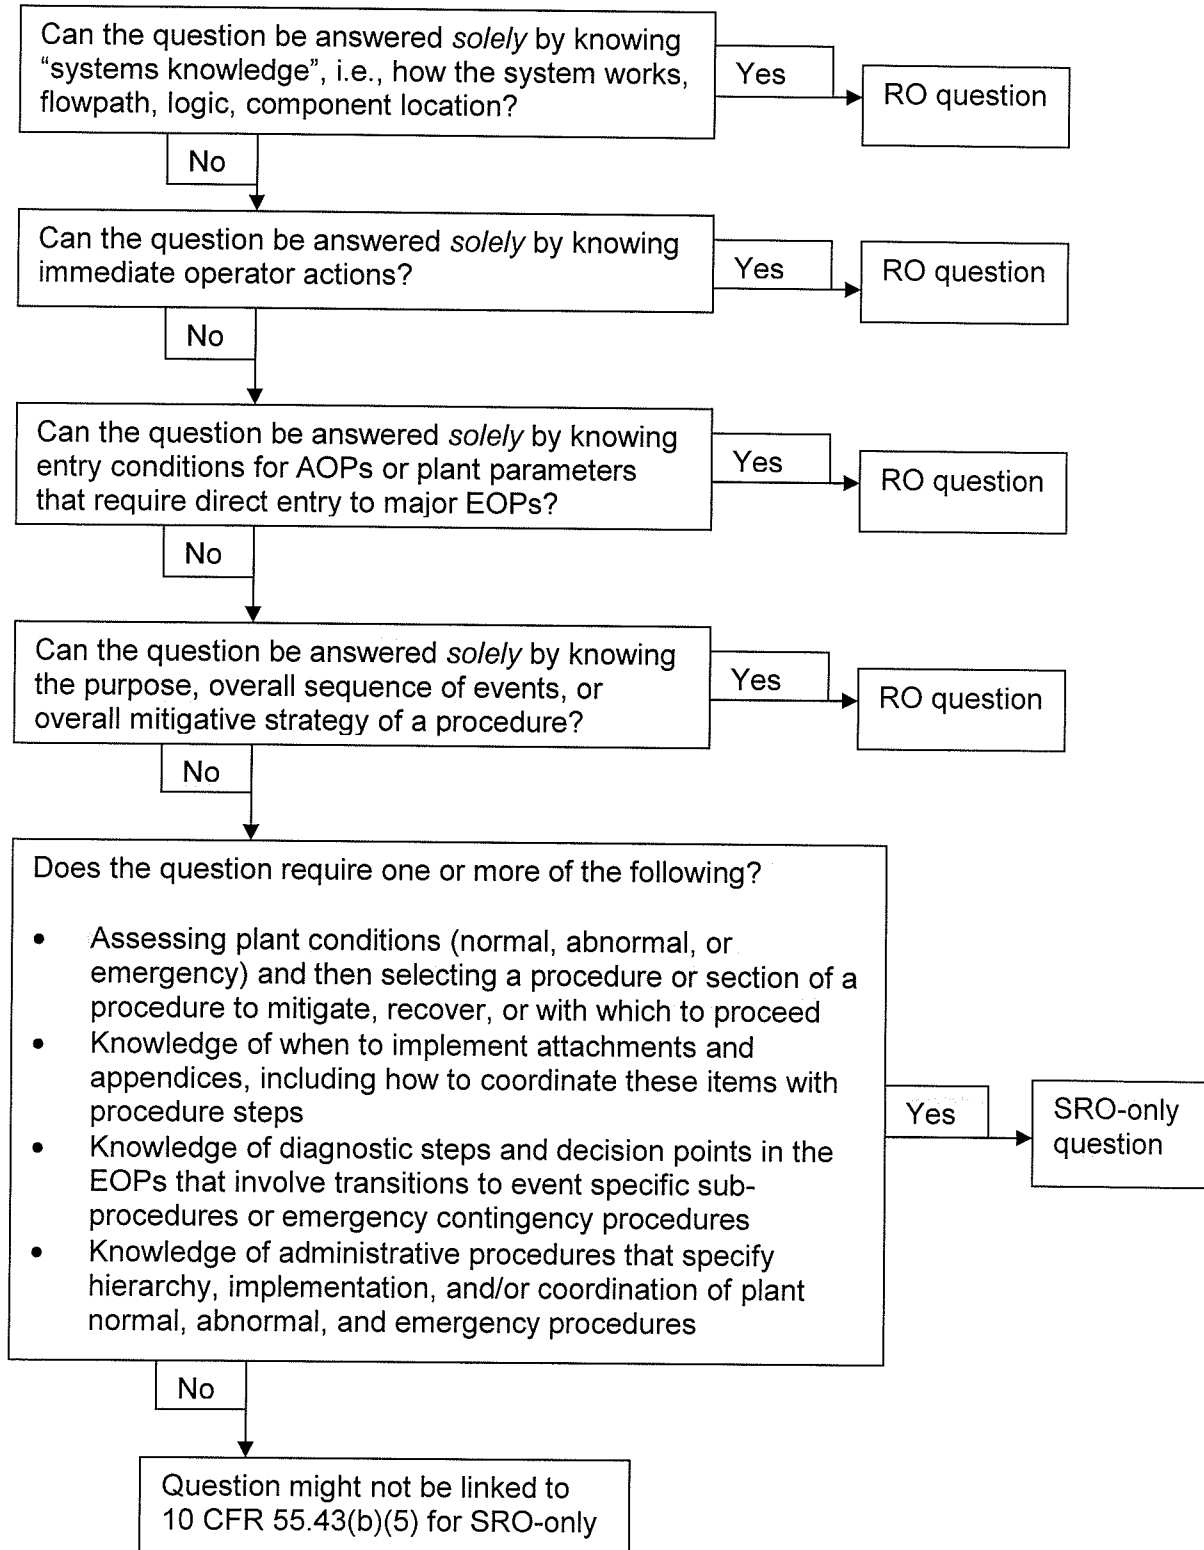 Can the question be answered solely by knowing
“systems knowledge”, i.e., how the system works,
flowpath, logic, component location?
Yes
RO question
No
Can the question be answered solely by knowing
immediate operator actions?
Yes
RO question
No
Can the question be answered solely by knowing
entry conditions for AOPs or plant parameters
that require direct entry to major EOPs?
Yes
RO question
No
Can the question be answered solely by knowing
the purpose, overall sequence of events, or
overall mitigative strategy of a procedure?
Yes
RO question
No
Does the question require one or more of the following?
• Assessing plant conditions (normal, abnormal, or
emergency) and then selecting a procedure or section of a
procedure to mitigate, recover, or with which to proceed
• Knowledge of when to implement attachments and
appendices, including how to coordinate these items with
procedure steps
• Knowledge of diagnostic steps and decision points in the
EOPs that involve transitions to event specific sub-
procedures or emergency contingency procedures
• Knowledge of administrative procedures that specify
hierarchy, implementation, and/or coordination of plant
normal, abnormal, and emergency procedures
Yes
SRO-only
question
No
Question might not be linked to
10 CFR 55.43(b)(5) for SRO-only